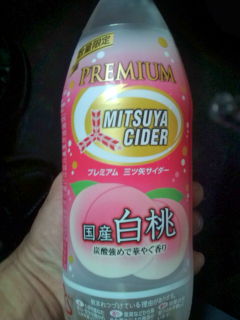 数量限定
PREMIUM
MITSUYA
CIDER
プレミアム 三ツ矢サイダー
国産 白桃
炭酸強めで華やぐ香り